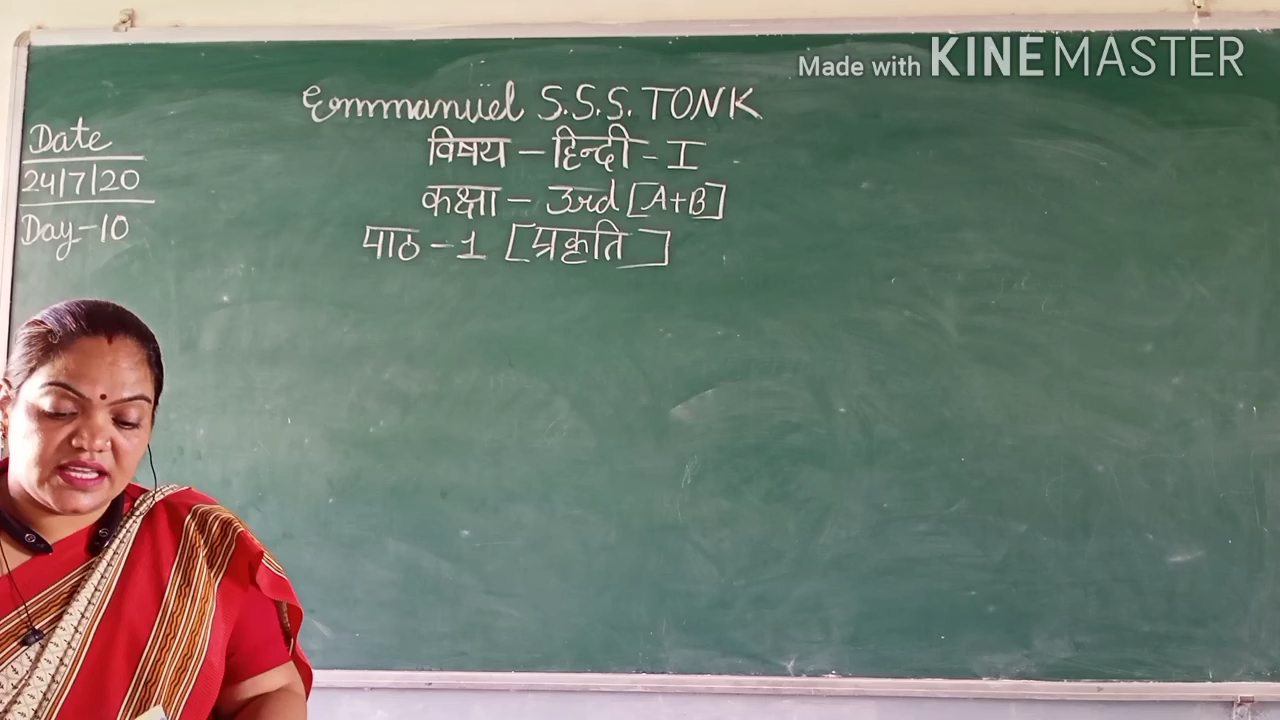 Made with KINEMASTER
Emmanuel S.S.S. TONK
विषय – हिन्दी - I
कक्षा – 3rd [A+B]
पाठ – 1 [प्रकृति]
Date
24/7/20
Day-10